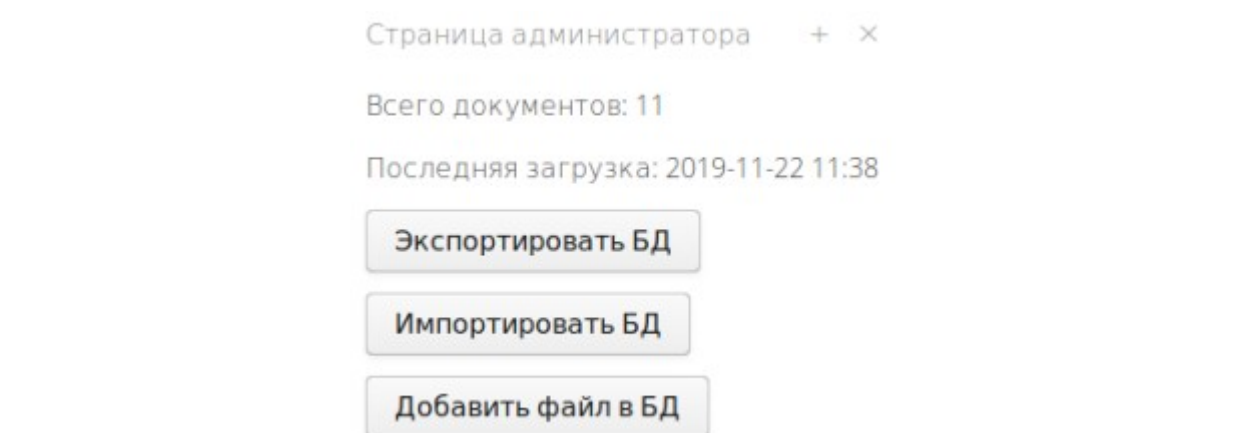 Страница администратора + ×
Всего документов: 11
Последняя загрузка: 2019-11-22 11:38
Экспортировать БД
Импортировать БД
Добавить файл в БД